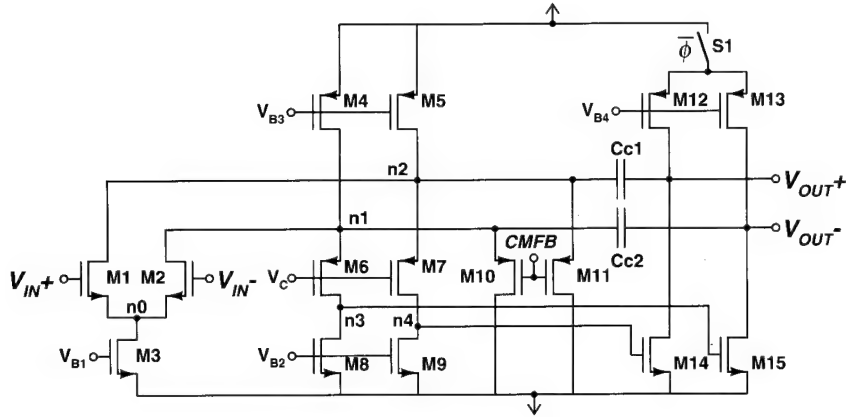 φ̅ S1
M4 M5 M12 M13
V_B3 V_B4
Cc1
n2 V_OUT+
n1 V_OUT-
CMFB Cc2
V_IN+ M1 M2 V_IN- V_C M6 M7 M10 M11
n0
n3 n4
V_B1 M3 V_B2 M8 M9 M14 M15